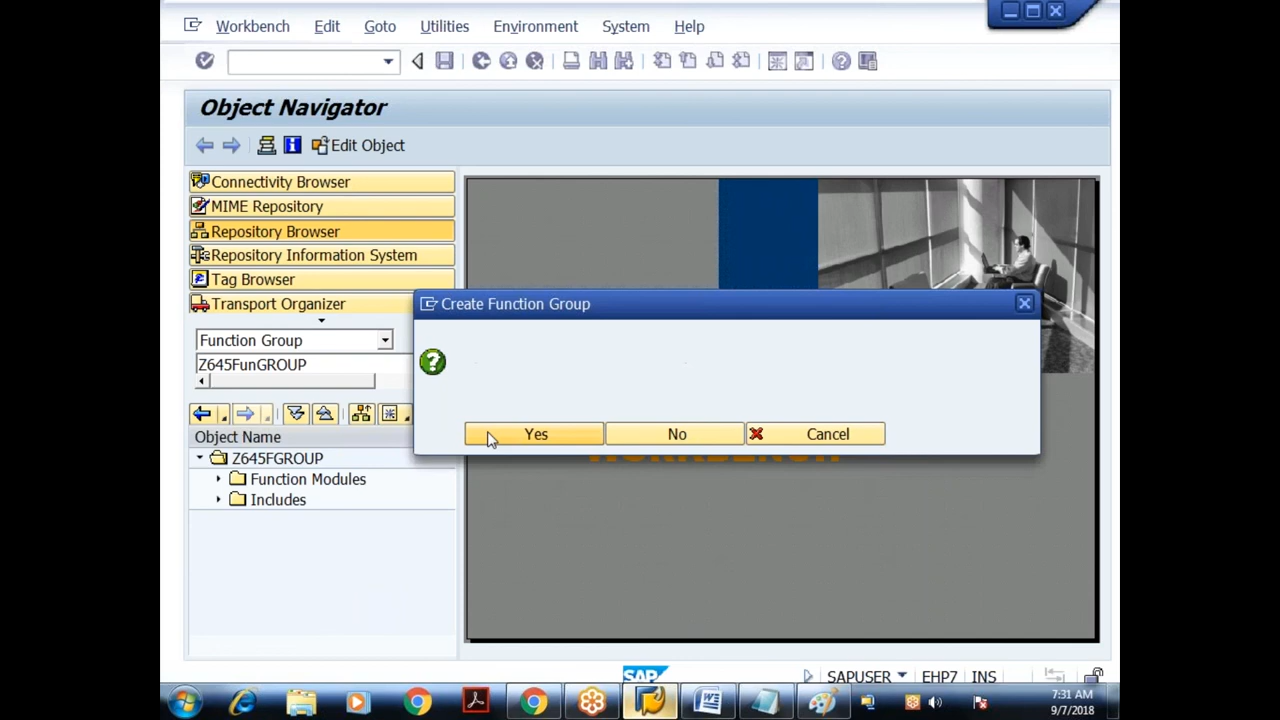 Workbench Edit Goto Utilities Environment System Help
Object Navigator
Edit Object
Connectivity Browser
MIME Repository
Repository Browser
Repository Information System
Tag Browser
Transport Organizer
Function Group
Z645FunGROUP
Object Name
Z645FGROUP
Function Modules
Includes
Create Function Group
Yes No Cancel
SAP
SAPUSER EHP7 INS
7:31 AM
9/7/2018